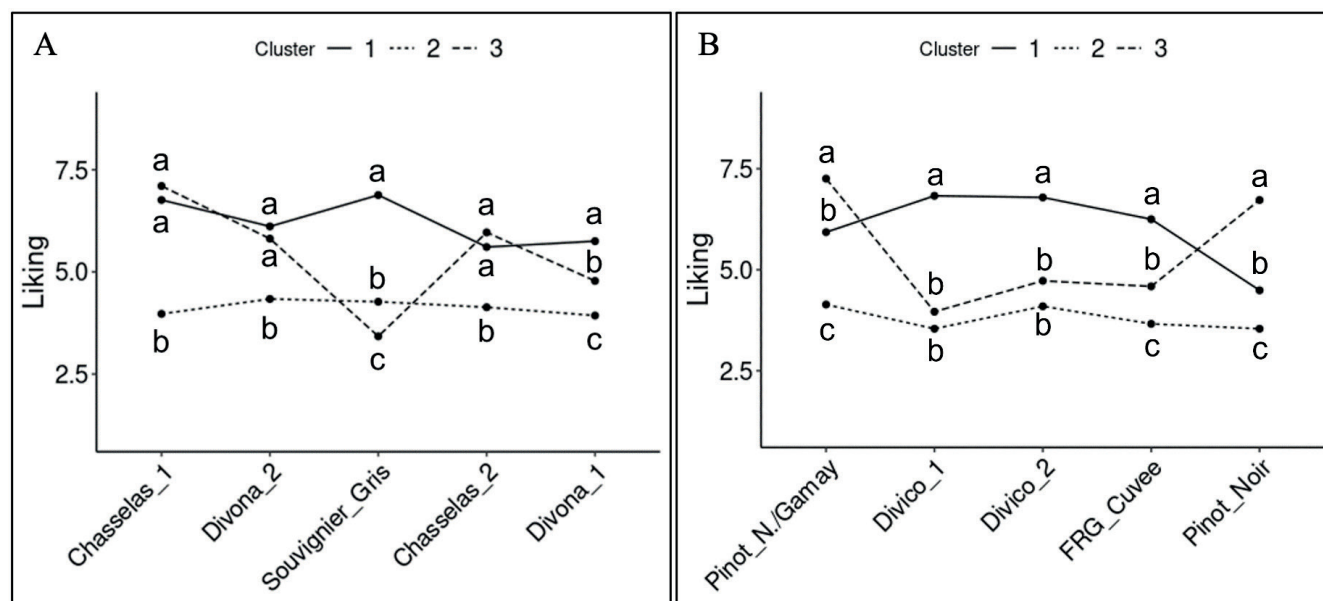 A
Cluster 1 2 3
Liking
7.5
5.0
2.5
a
a
a
a
a
a
a
a
a
b
b
b
c
b
c
Chasselas_1
Divona_2
Souvignier_Gris
Chasselas_2
Divona_1
B
Cluster 1 2 3
Liking
7.5
5.0
2.5
a
b
c
a
b
b
a
b
b
a
b
c
a
b
c
Pinot_N./Gamay
Divico_1
Divico_2
FRG_Cuvee
Pinot_Noir